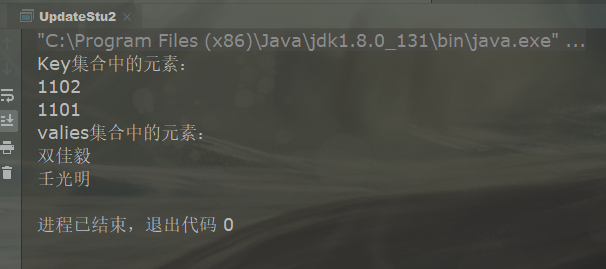 UpdateStu2
"C:\Program Files (x86)\Java\jdk1.8.0_131\bin\java.exe" ...
Key集合中的元素：
1102
1101
valies集合中的元素：
双佳毅
王光明
进程已结束，退出代码 0